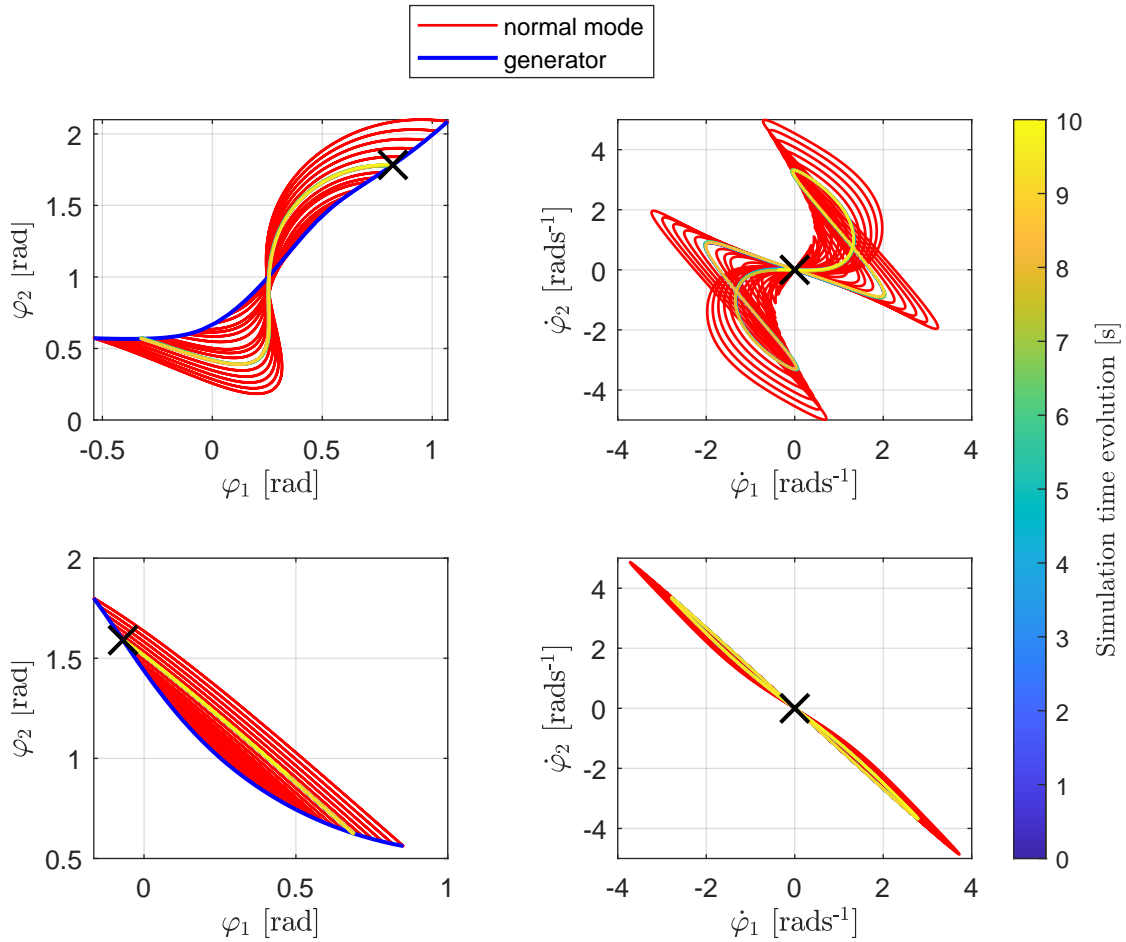 normal mode
generator
2
1.5
1
0.5
0
-0.5 0 0.5 1
φ₂ [rad]
φ₁ [rad]
4
2
0
-2
-4
-4 -2 0 2 4
φ̇₂ [rads⁻¹]
φ̇₁ [rads⁻¹]
2
1.5
1
0.5
0 0.5 1
φ₂ [rad]
φ₁ [rad]
4
2
0
-2
-4
-4 -2 0 2 4
φ̇₂ [rads⁻¹]
φ̇₁ [rads⁻¹]
10
9
8
7
6
5
4
3
2
1
0
Simulation time evolution [s]